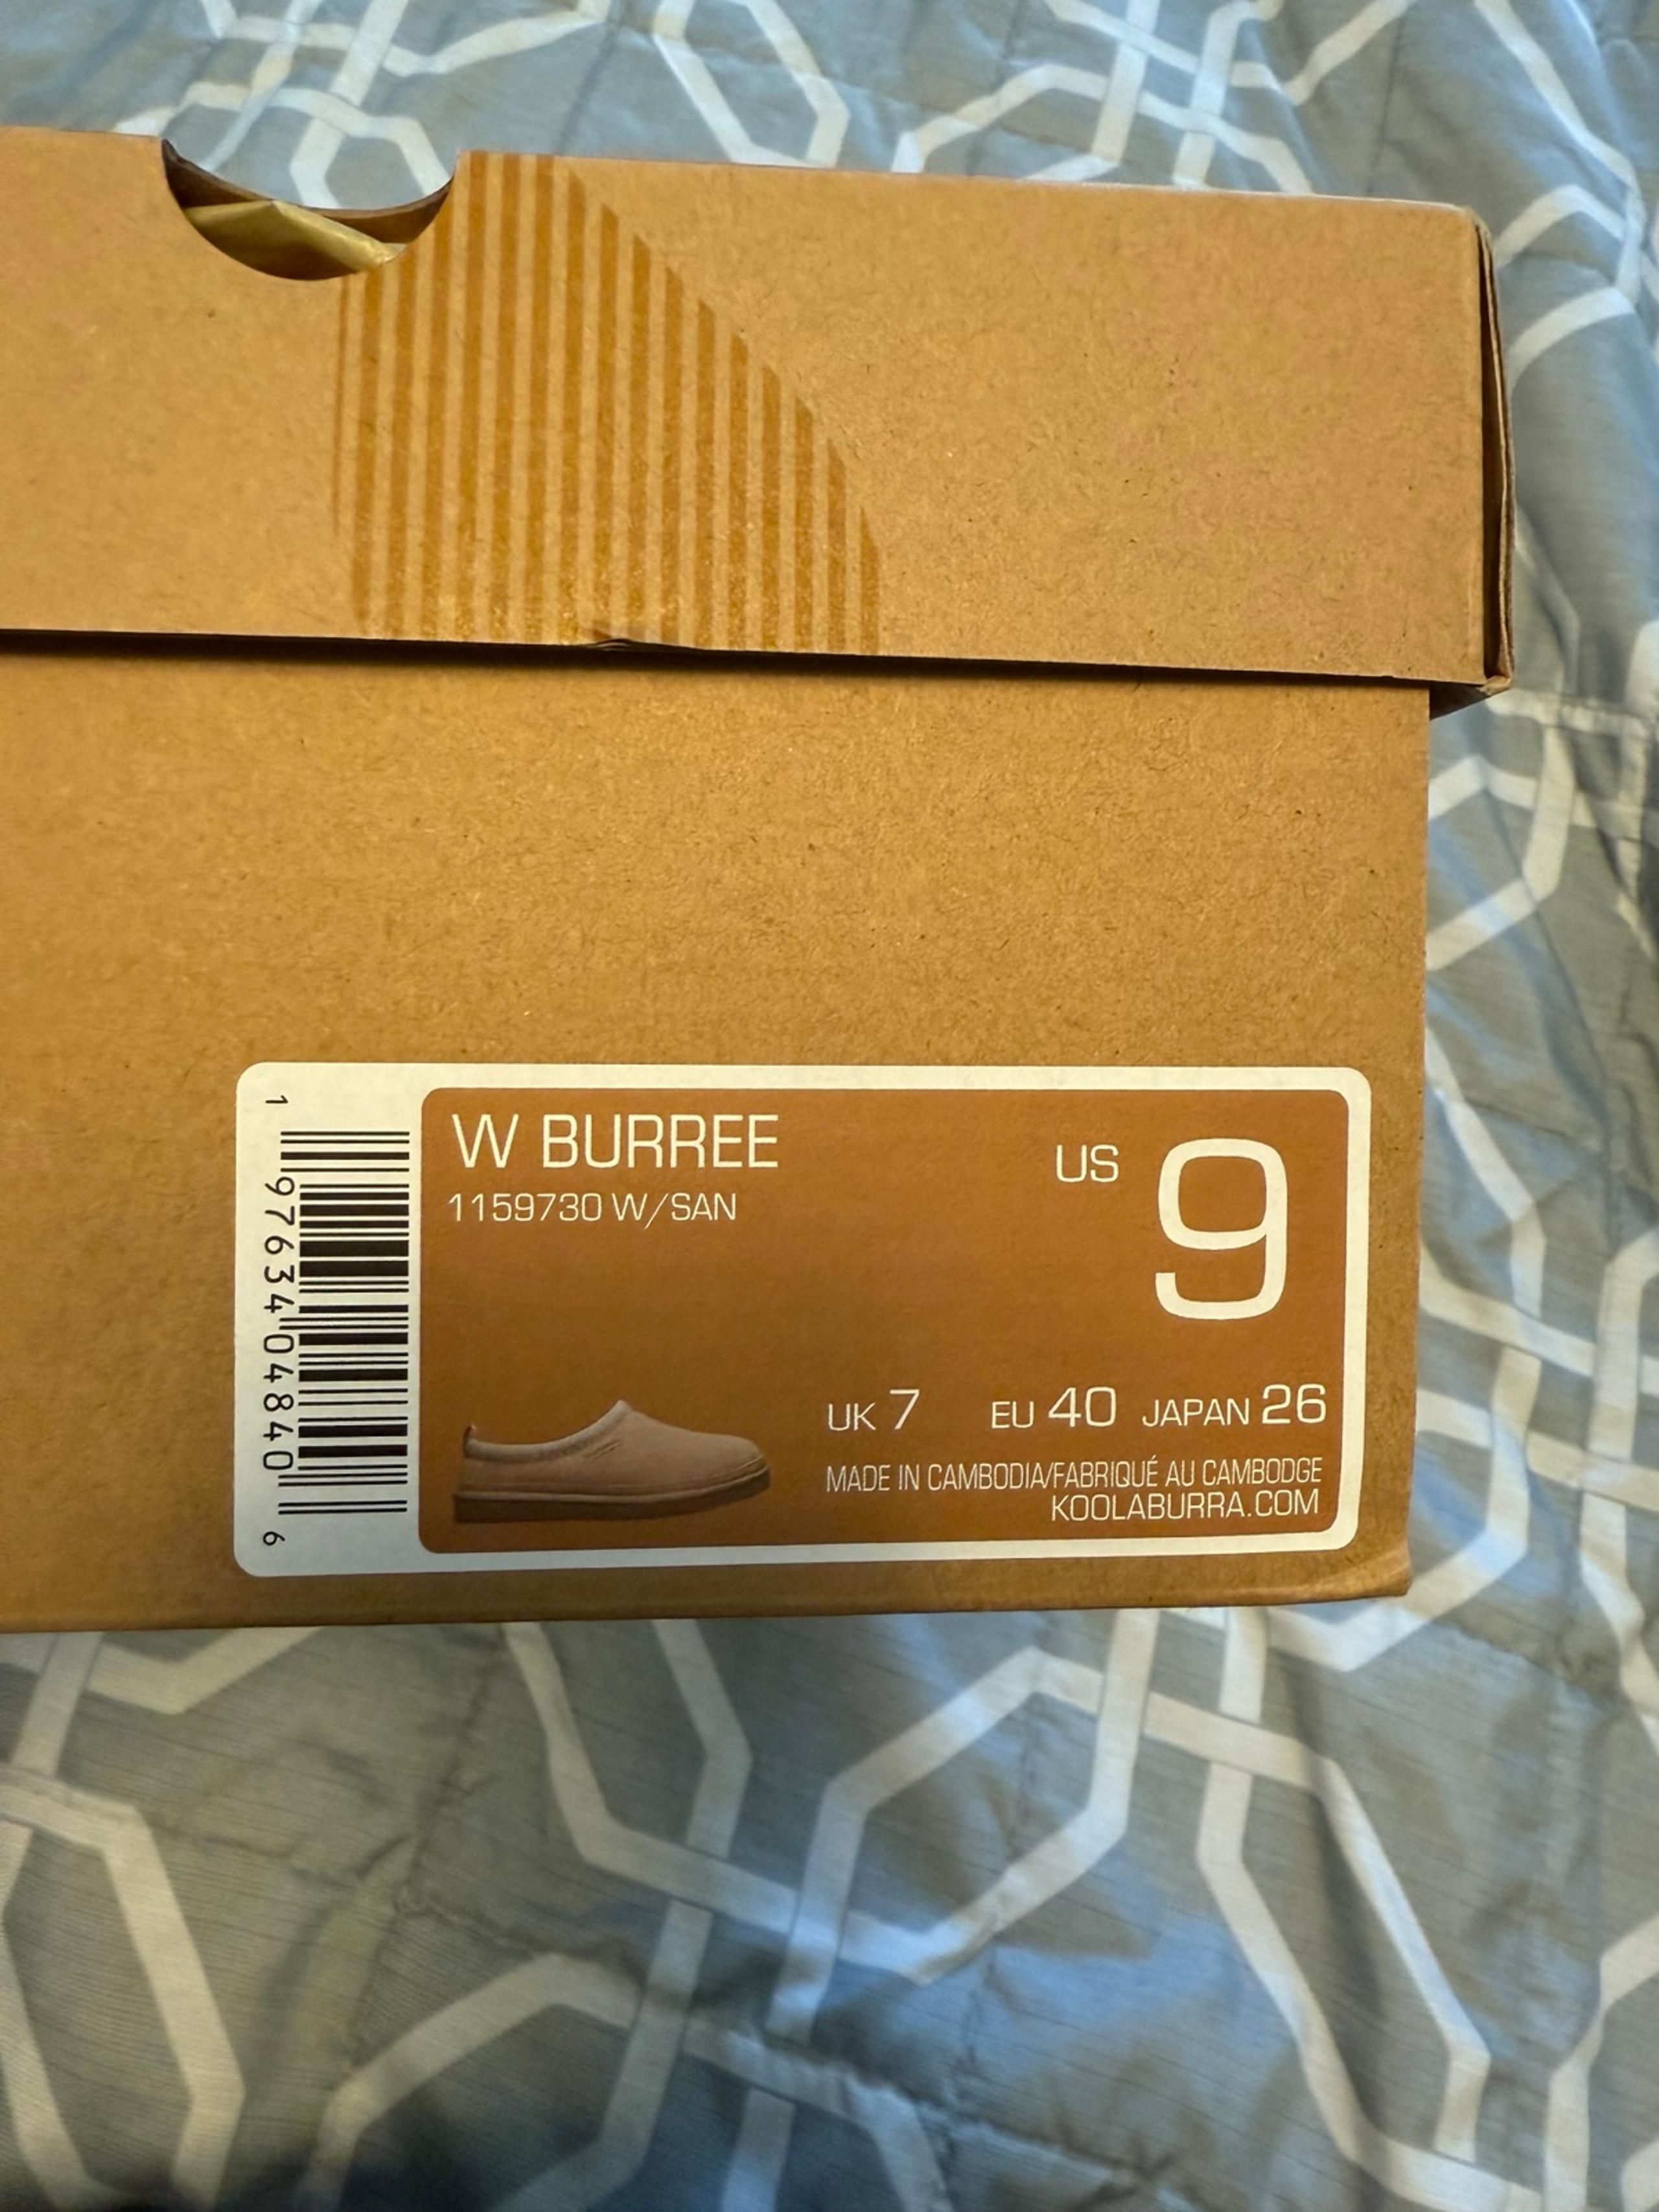 W BURREE
1159730 W/SAN
US 9
UK 7 EU 40 JAPAN 26
MADE IN CAMBODIA/FABRIQUÉ AU CAMBODGE
KOOLABURRA.COM
1 97634 04840 6